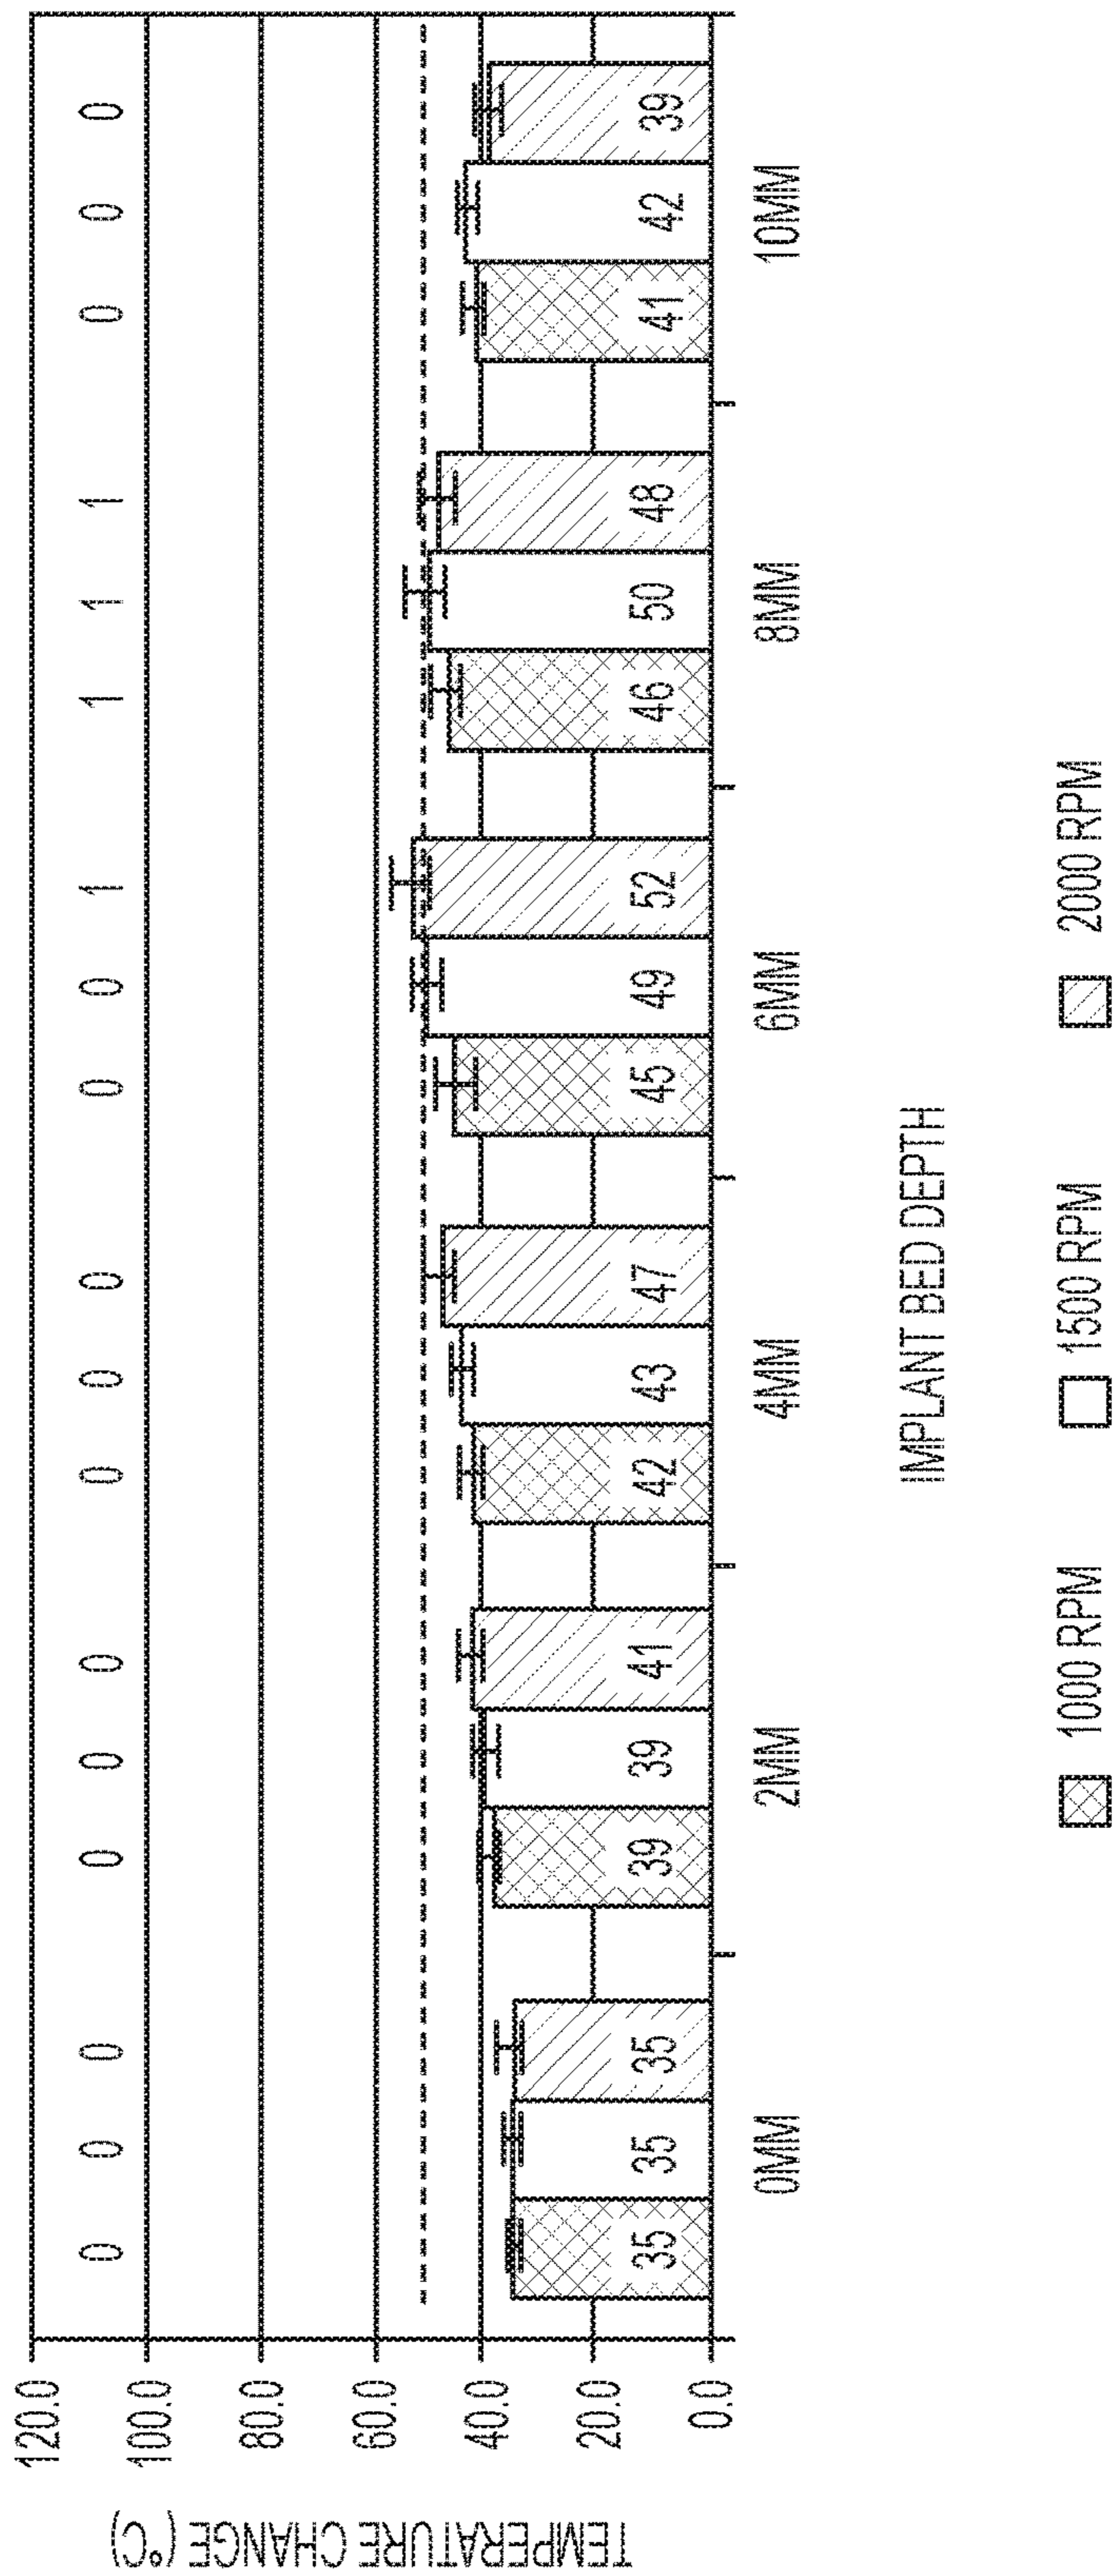 TEMPERATURE CHANGE (°C)
120.0
100.0
80.0
60.0
40.0
20.0
0.0
0 0 0 0 0 0 0 0 0 0 0 1 1 1 1 0 0 0
35 35 35 39 39 41 42 43 47 45 49 52 46 50 48 41 42 39
0MM 2MM 4MM 6MM 8MM 10MM
IMPLANT BED DEPTH
1000 RPM 1500 RPM 2000 RPM